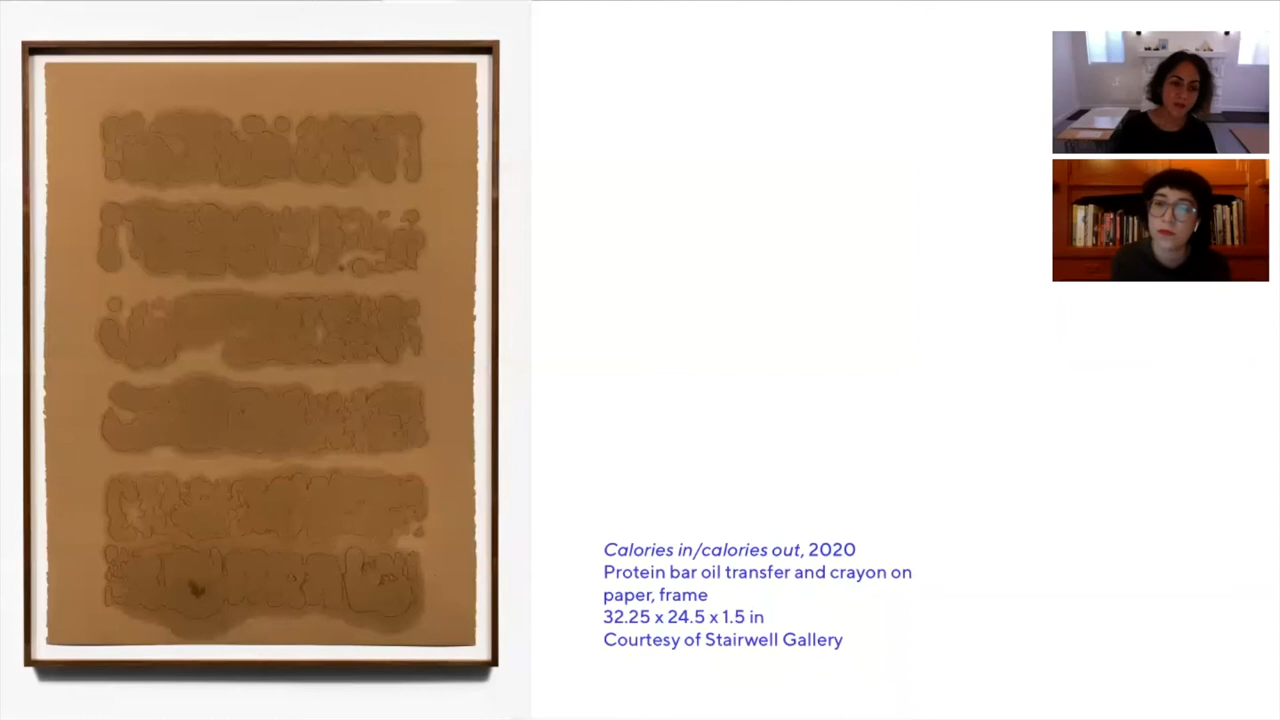 Calories in/calories out, 2020
Protein bar oil transfer and crayon on
paper, frame
32.25 x 24.5 x 1.5 in
Courtesy of Stairwell Gallery